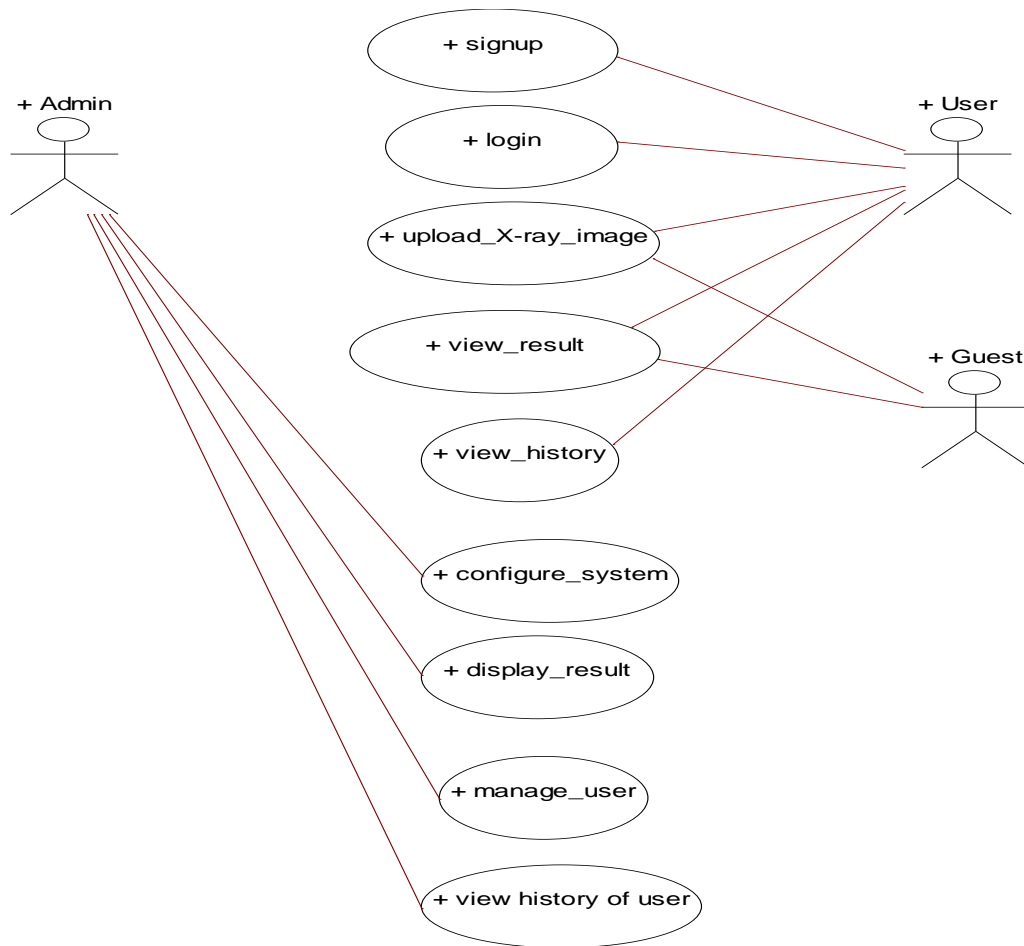 + signup
+ Admin
+ User
+ login
+ upload_X-ray_image
+ view_result
+ Guest
+ view_history
+ configure_system
+ display_result
+ manage_user
+ view history of user